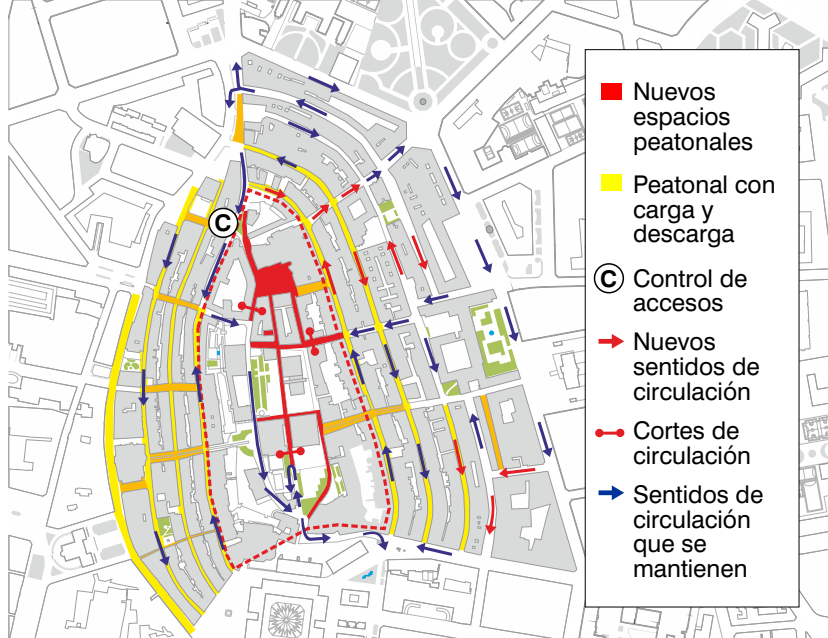 C
Nuevos
espacios
peatonales
Peatonal con
carga y
descarga
C Control de
accesos
Nuevos
sentidos de
circulación
Cortes de
circulación
Sentidos de
circulación
que se
mantienen